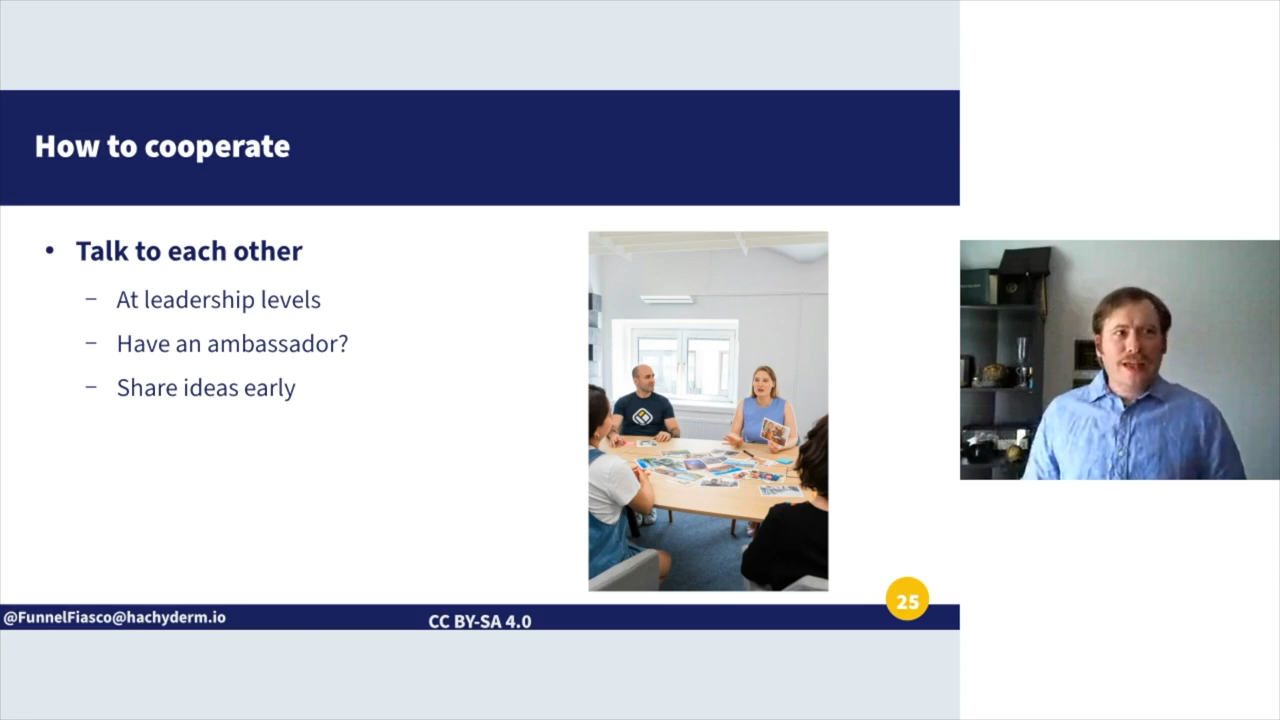 How to cooperate
• Talk to each other
– At leadership levels
– Have an ambassador?
– Share ideas early
25
@FunnelFiasco@hachyderm.io
CC BY-SA 4.0